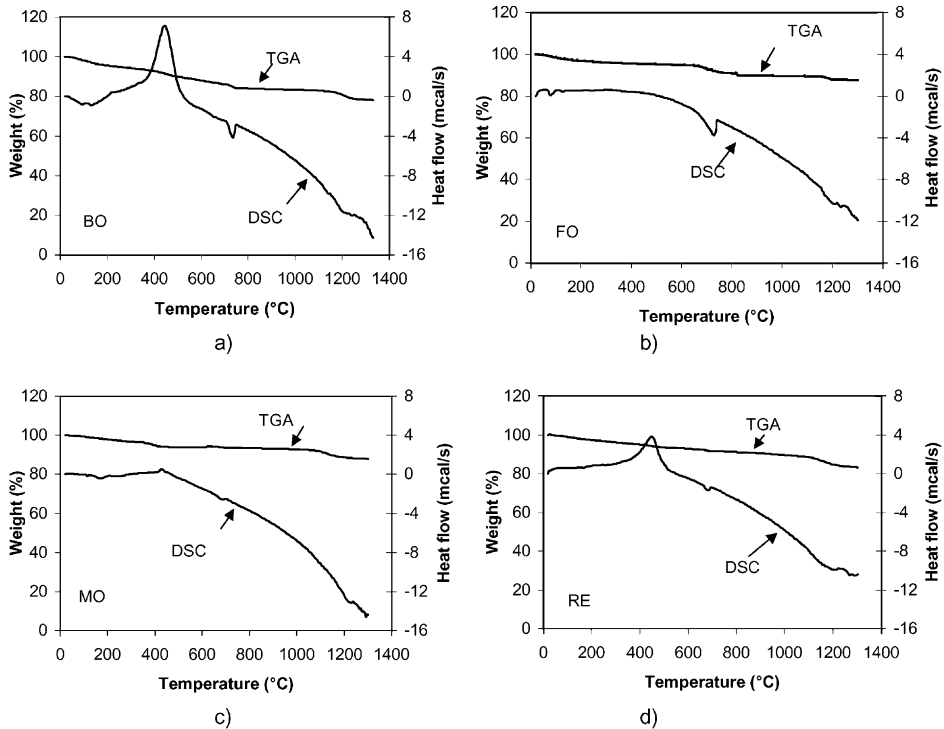 120
100
80
60
40
20
0
Weight (%)
8
4
0
-4
-8
-12
-16
Heat flow (mcal/s)
TGA
DSC
BO
0 200 400 600 800 1000 1200 1400
Temperature (°C)
a)
120
100
80
60
40
20
0
Weight (%)
8
4
0
-4
-8
-12
-16
Heat flow (mcal/s)
TGA
DSC
FO
0 200 400 600 800 1000 1200 1400
Temperature (°C)
b)
120
100
80
60
40
20
0
Weight (%)
8
4
0
-4
-8
-12
-16
Heat flow (mcal/s)
TGA
DSC
MO
0 200 400 600 800 1000 1200 1400
Temperature (°C)
c)
120
100
80
60
40
20
0
Weight (%)
8
4
0
-4
-8
-12
-16
Heat flow (mcal/s)
TGA
DSC
RE
0 200 400 600 800 1000 1200 1400
Temperature (°C)
d)